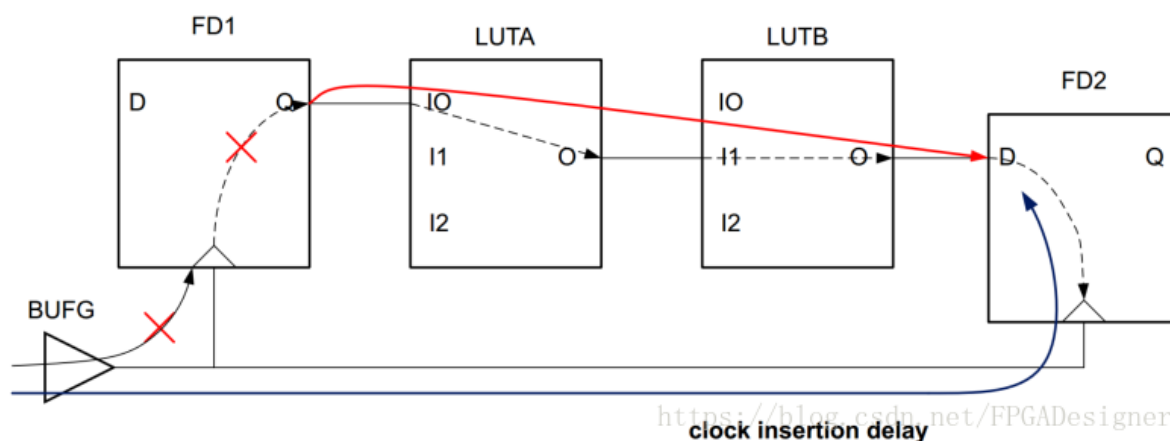 FD1
LUTA
LUTB
FD2
D
Q
IO
I1
O
I2
IO
I1
O
I2
D
Q
BUFG
https://blog.csdn.net/FPGADesigner
clock insertion delay